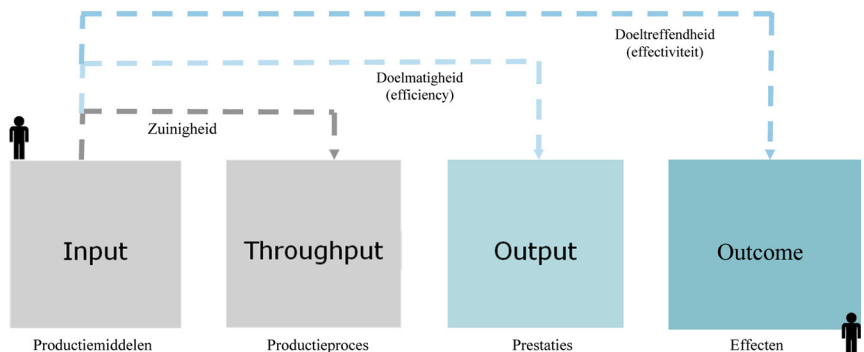 Doeltreffendheid
(effectiviteit)
Doelmatigheid
(efficiency)
Zuinigheid
Input
Throughput
Output
Outcome
Productiemiddelen
Productieproces
Prestaties
Effecten